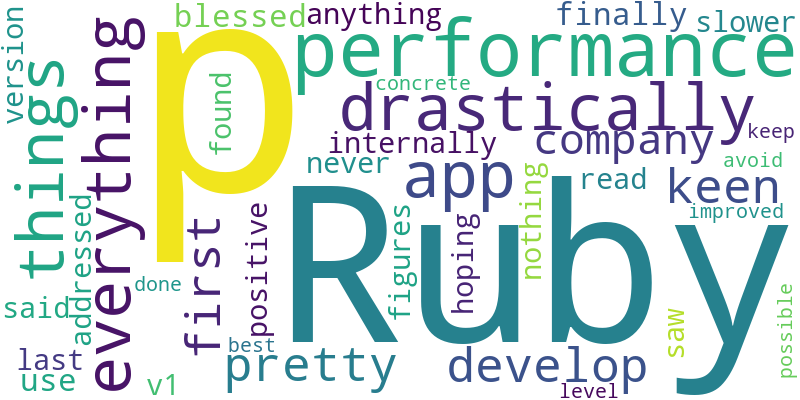 version
blessed
anything
finally
slower
p
performance
everything
things
found
concrete
drastically
keep
internally
company
never
app
avoid
read
keen
nothing
Ruby
improved
addressed
first
positive
figures
hoping
said
done
saw
possible
last
best
pretty
develop
use
v1
level